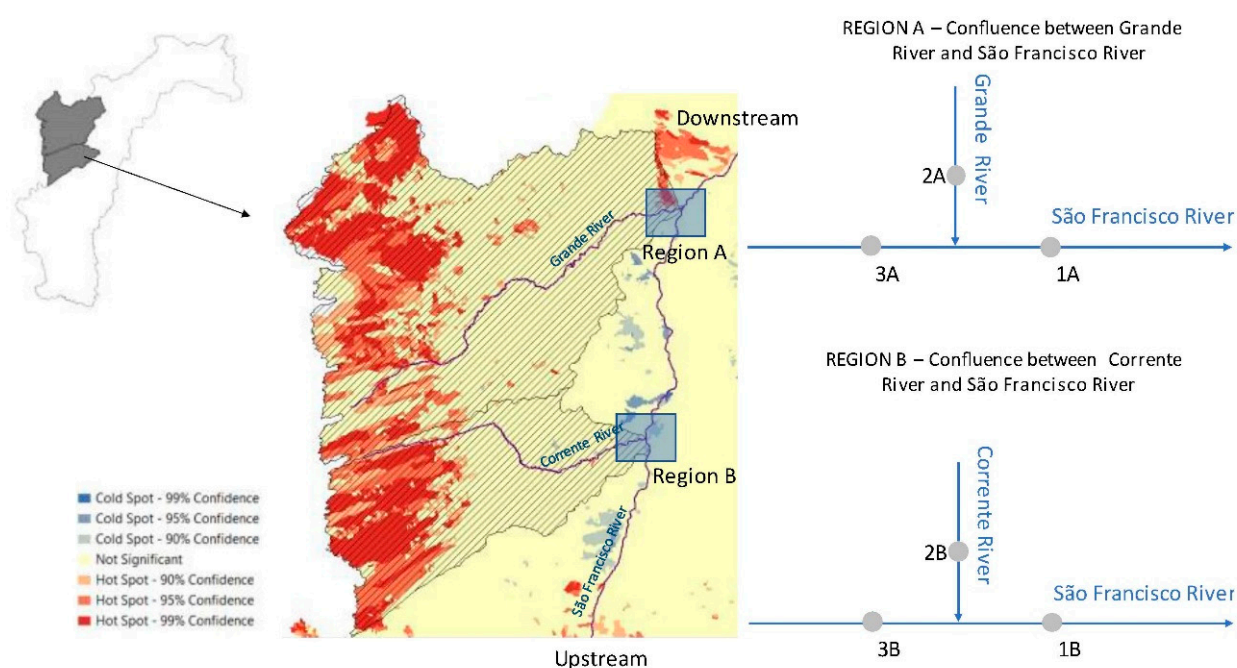 REGION A – Confluence between Grande
River and São Francisco River
Grande River
2A
São Francisco River
3A
1A
Downstream
Grande River
Region A
Corrente River
Region B
São Francisco River
Upstream
Cold Spot - 99% Confidence
Cold Spot - 95% Confidence
Cold Spot - 90% Confidence
Not Significant
Hot Spot - 90% Confidence
Hot Spot - 95% Confidence
Hot Spot - 99% Confidence
REGION B – Confluence between Corrente
River and São Francisco River
Corrente River
2B
São Francisco River
3B
1B